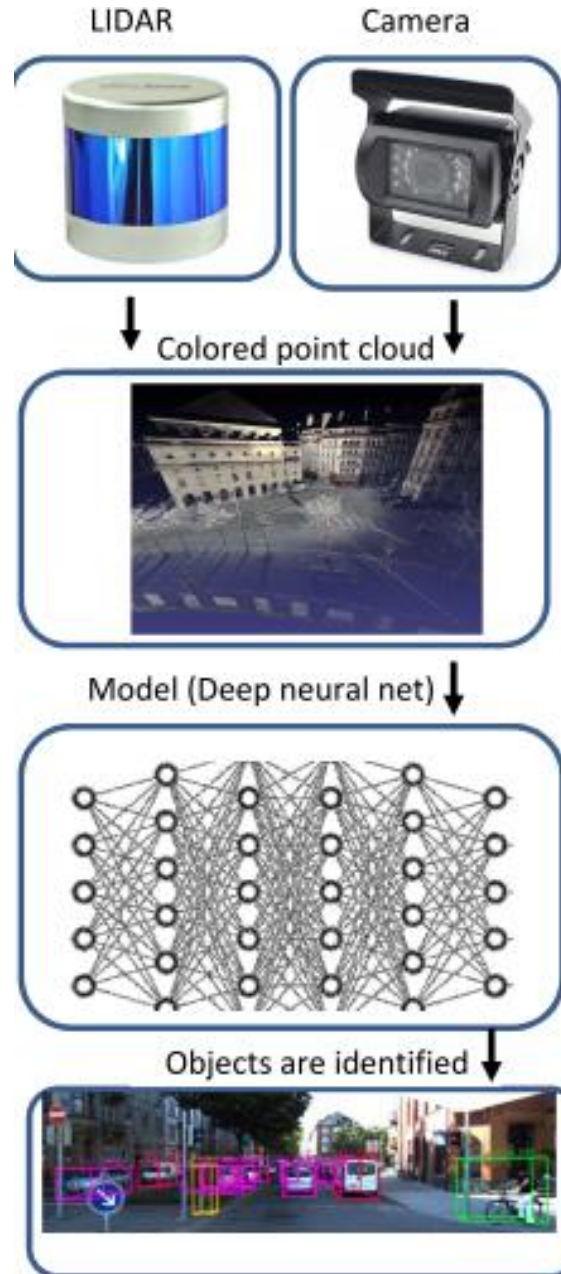 LIDAR
Camera
Colored point cloud
Model (Deep neural net)
Objects are identified